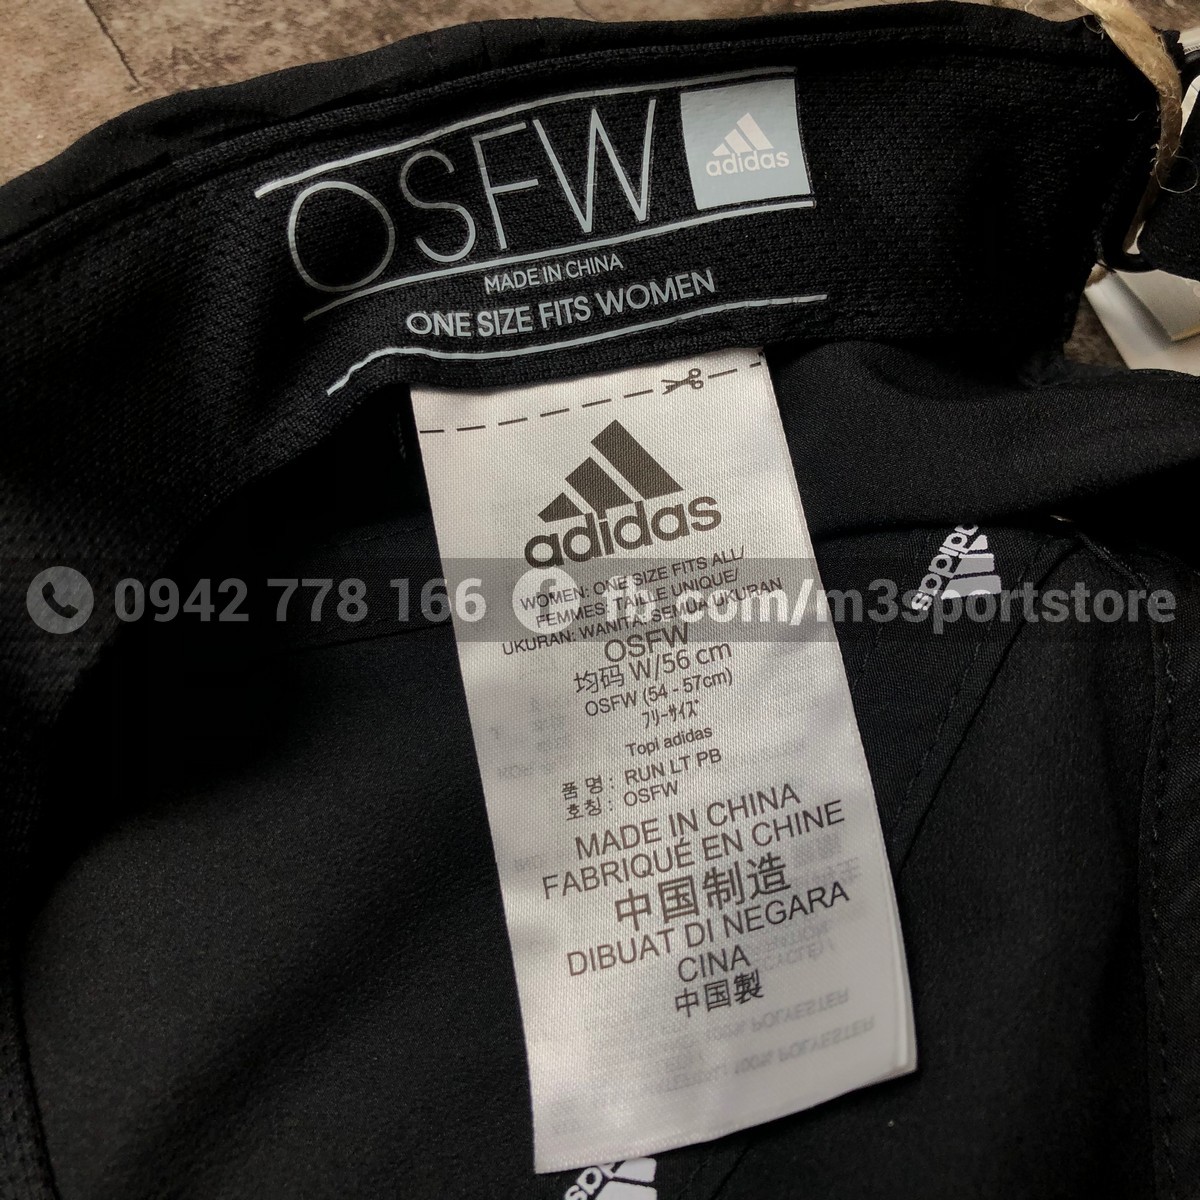 OSFW
adidas
MADE IN CHINA
ONE SIZE FITS WOMEN
adidas
WOMEN: ONE SIZE FITS ALL/
FEMMES: TAILLE UNIQUE/
UKURAN: WANITA: SEMUA UKURAN
OSFW
均码 W/56 cm
OSFW (54 - 57cm)
フリーサイズ
Topi adidas
품 명 : RUN LT PB
호칭 : OSFW
MADE IN CHINA
FABRIQUÉ EN CHINE
中国制造
DIBUAT DI NEGARA
CINA
中国製
adidas
adidas
0942 778 166
.com/m3sportstore